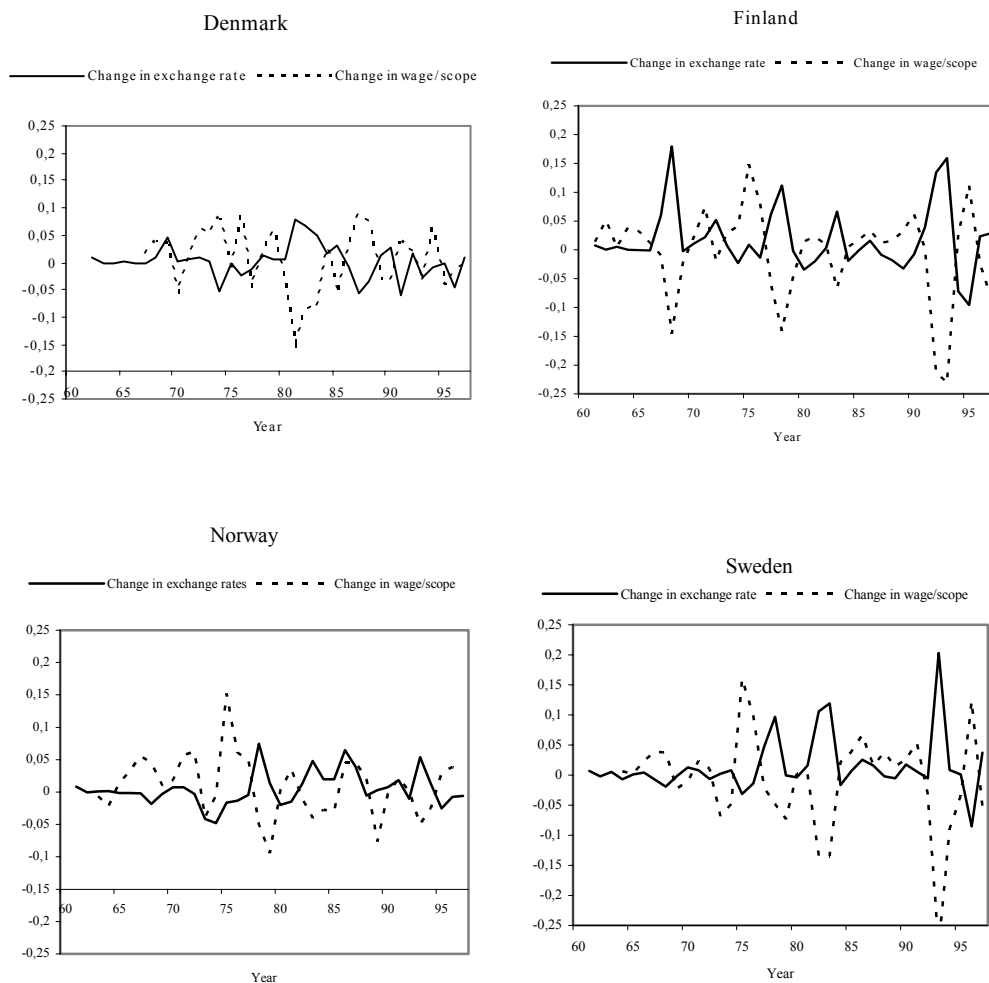 Denmark
Change in exchange rate Change in wage/scope
0,25
0,2
0,15
0,1
0,05
0
-0,05
-0,1
-0,15
-0,2
-0,25
60 65 70 75 80 85 90 95
Year
Finland
Change in exchange rate Change in wage/scope
0,25
0,2
0,15
0,1
0,05
0
-0,05
-0,1
-0,15
-0,2
-0,25
60 65 70 75 80 85 90 95
Year
Norway
Change in exchange rates Change in wage/scope
0,25
0,2
0,15
0,1
0,05
0
-0,05
-0,1
-0,15
-0,2
-0,25
60 65 70 75 80 85 90 95
Year
Sweden
Change in exchange rate Change in wage/scope
0,25
0,2
0,15
0,1
0,05
0
-0,05
-0,1
-0,15
-0,2
-0,25
60 65 70 75 80 85 90 95
Year